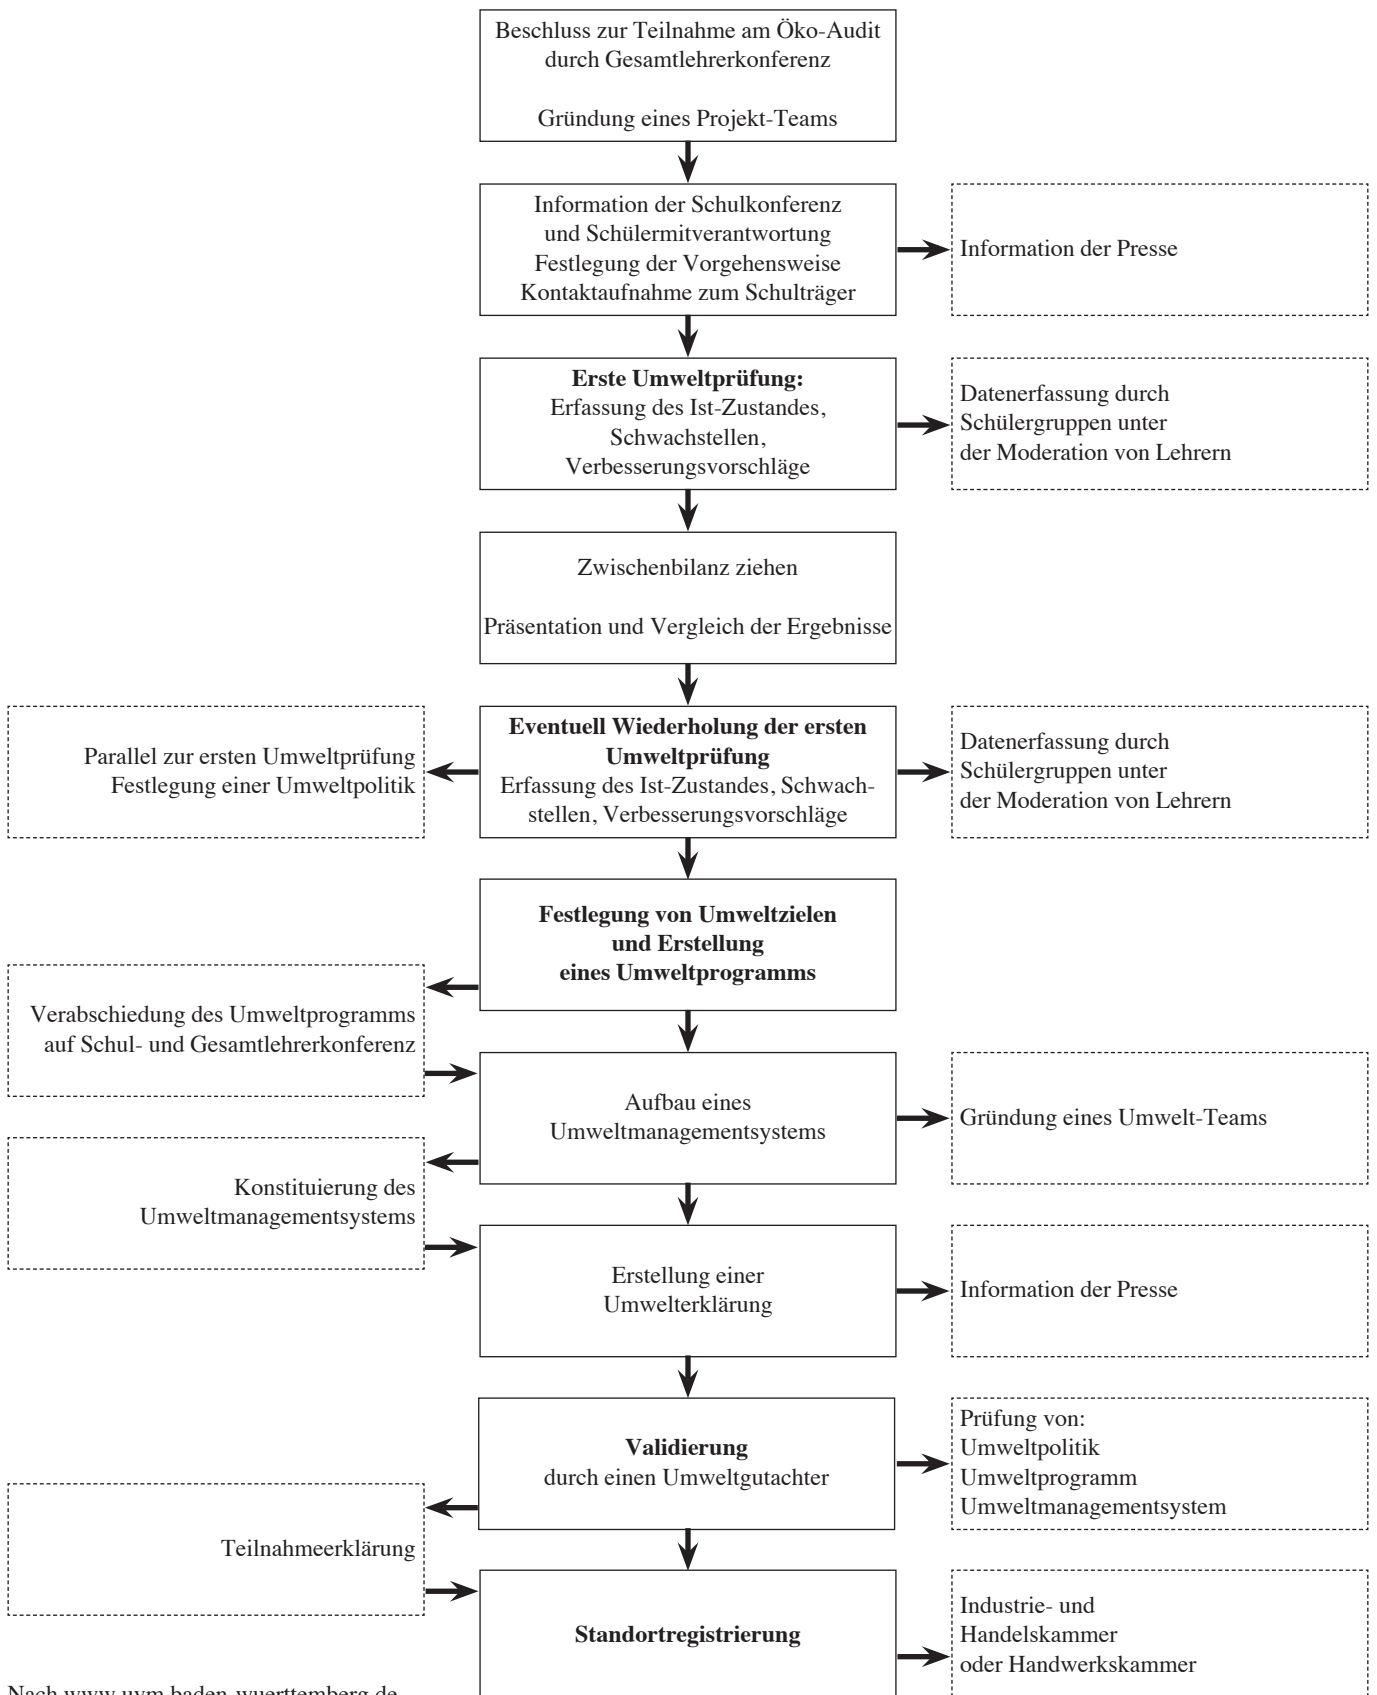 Beschluss zur Teilnahme am Öko-Audit
durch Gesamtlehrerkonferenz
Gründung eines Projekt-Teams
Information der Schulkonferenz
und Schülermitverantwortung
Festlegung der Vorgehensweise
Kontaktaufnahme zum Schulträger
Information der Presse
Erste Umweltprüfung:
Erfassung des Ist-Zustandes,
Schwachstellen,
Verbesserungsvorschläge
Datenerfassung durch
Schülergruppen unter
der Moderation von Lehrern
Zwischenbilanz ziehen
Präsentation und Vergleich der Ergebnisse
Parallel zur ersten Umweltprüfung
Festlegung einer Umweltpolitik
Eventuell Wiederholung der ersten
Umweltprüfung
Erfassung des Ist-Zustandes, Schwach-
stellen, Verbesserungsvorschläge
Datenerfassung durch
Schülergruppen unter
der Moderation von Lehrern
Festlegung von Umweltzielen
und Erstellung
eines Umweltprogramms
Verabschiedung des Umweltprogramms
auf Schul- und Gesamtlehrerkonferenz
Aufbau eines
Umweltmanagementsystems
Gründung eines Umwelt-Teams
Konstituierung des
Umweltmanagementsystems
Erstellung einer
Umwelterklärung
Information der Presse
Validierung
durch einen Umweltgutachter
Prüfung von:
Umweltpolitik
Umweltprogramm
Umweltmanagementsystem
Teilnahmeerklärung
Standortregistrierung
Industrie- und
Handelskammer
oder Handwerkskammer
Nach www.uvm.baden-wuerttemberg.de